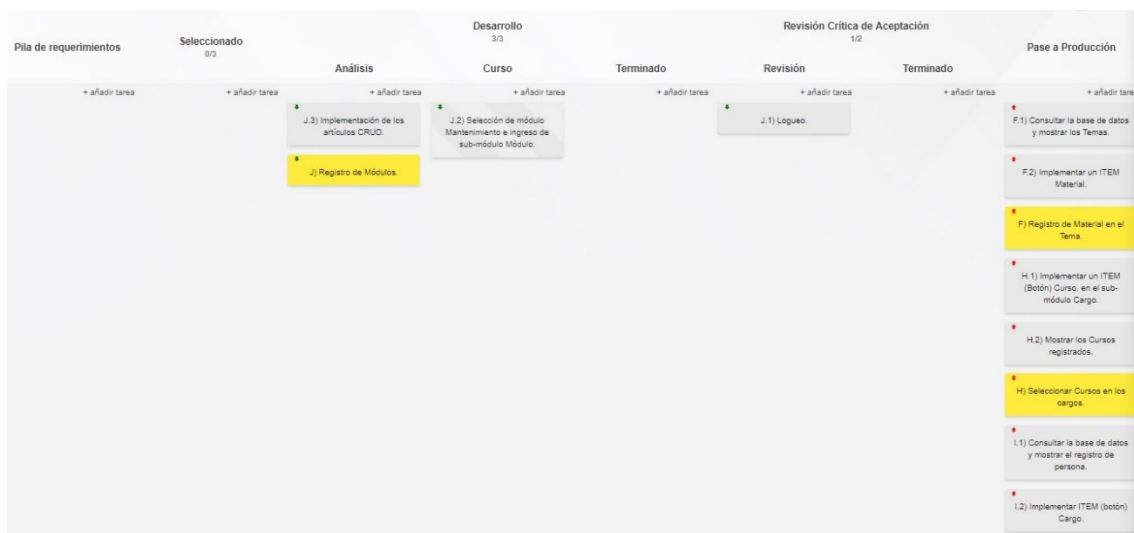 Pila de requerimientos
Seleccionado
0/3
Desarrollo
3/3
Análisis
Curso
Terminado
Revisión Crítica de Aceptación
1/2
Revisión
Terminado
Pase a Producción
+ añadir tarea
+ añadir tarea
+ añadir tarea
+ añadir tarea
+ añadir tarea
+ añadir tarea
+ añadir tarea
+ añadir tare
J.3) Implementación de los
artículos CRUD.
J) Registro de Módulos.
J.2) Selección de módulo
Mantenimiento e ingreso de
sub-módulo Módulo.
J.1) Logueo.
F.1) Consultar la base de datos
y mostrar los Temas.
F.2) Implementar un ITEM
Material.
F) Registro de Material en el
Tema.
H.1) Implementar un ITEM
(Botón) Curso, en el sub-
módulo Cargo.
H.2) Mostrar los Cursos
registrados.
H) Seleccionar Cursos en los
cargos.
I.1) Consultar la base de datos
y mostrar el registro de
persona.
I.2) Implementar ITEM (botón)
Cargo.